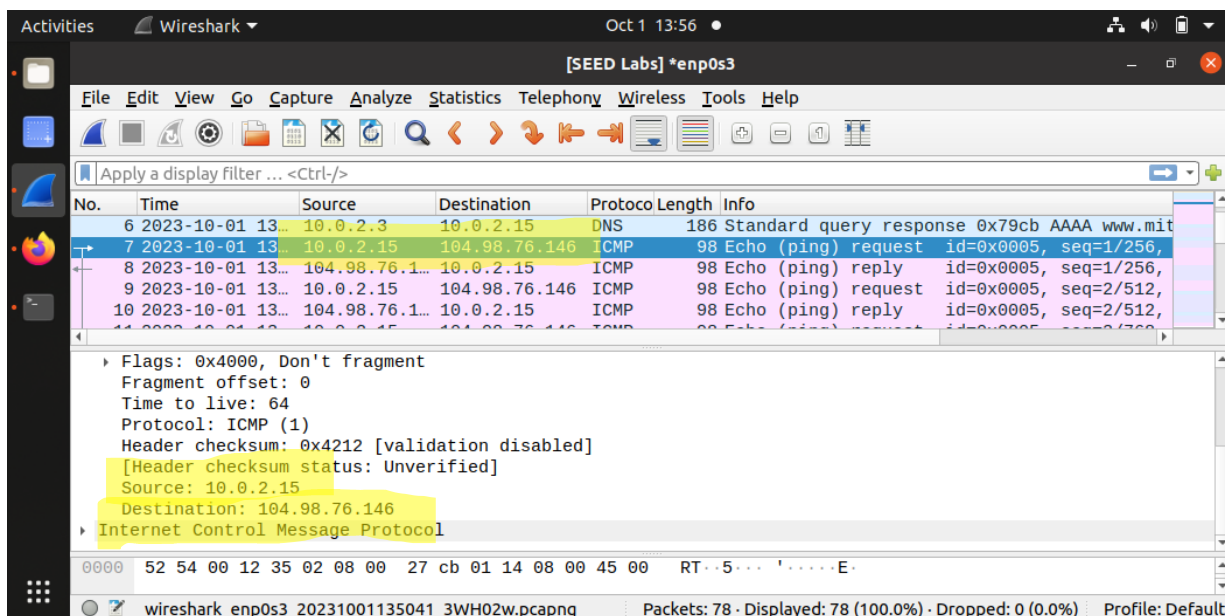 Activities Wireshark Oct 1 13:56
[SEED Labs] *enp0s3
File Edit View Go Capture Analyze Statistics Telephony Wireless Tools Help
Apply a display filter … <Ctrl-/>
No. Time Source Destination Protoco Length Info
6 2023-10-01 13… 10.0.2.3 10.0.2.15 DNS 186 Standard query response 0x79cb AAAA www.mit
7 2023-10-01 13… 10.0.2.15 104.98.76.146 ICMP 98 Echo (ping) request id=0x0005, seq=1/256,
8 2023-10-01 13… 104.98.76.1… 10.0.2.15 ICMP 98 Echo (ping) reply id=0x0005, seq=1/256,
9 2023-10-01 13… 10.0.2.15 104.98.76.146 ICMP 98 Echo (ping) request id=0x0005, seq=2/512,
10 2023-10-01 13… 104.98.76.1… 10.0.2.15 ICMP 98 Echo (ping) reply id=0x0005, seq=2/512,
Flags: 0x4000, Don't fragment
Fragment offset: 0
Time to live: 64
Protocol: ICMP (1)
Header checksum: 0x4212 [validation disabled]
[Header checksum status: Unverified]
Source: 10.0.2.15
Destination: 104.98.76.146
Internet Control Message Protocol
0000 52 54 00 12 35 02 08 00 27 cb 01 14 08 00 45 00 RT··5··· '·····E·
wireshark_enp0s3_20231001135041_3WH02w.pcapng Packets: 78 · Displayed: 78 (100.0%) · Dropped: 0 (0.0%) Profile: Default